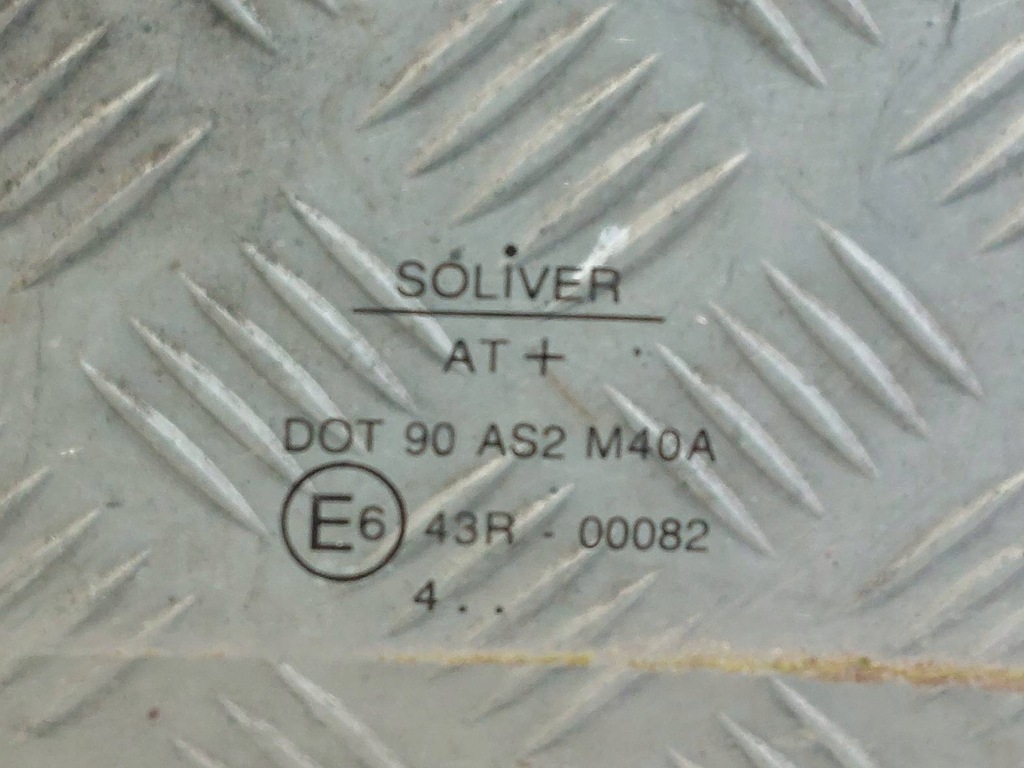 SOLiVER
AT +
DOT 90 AS2 M40A
E6 43R - 00082
4 . .